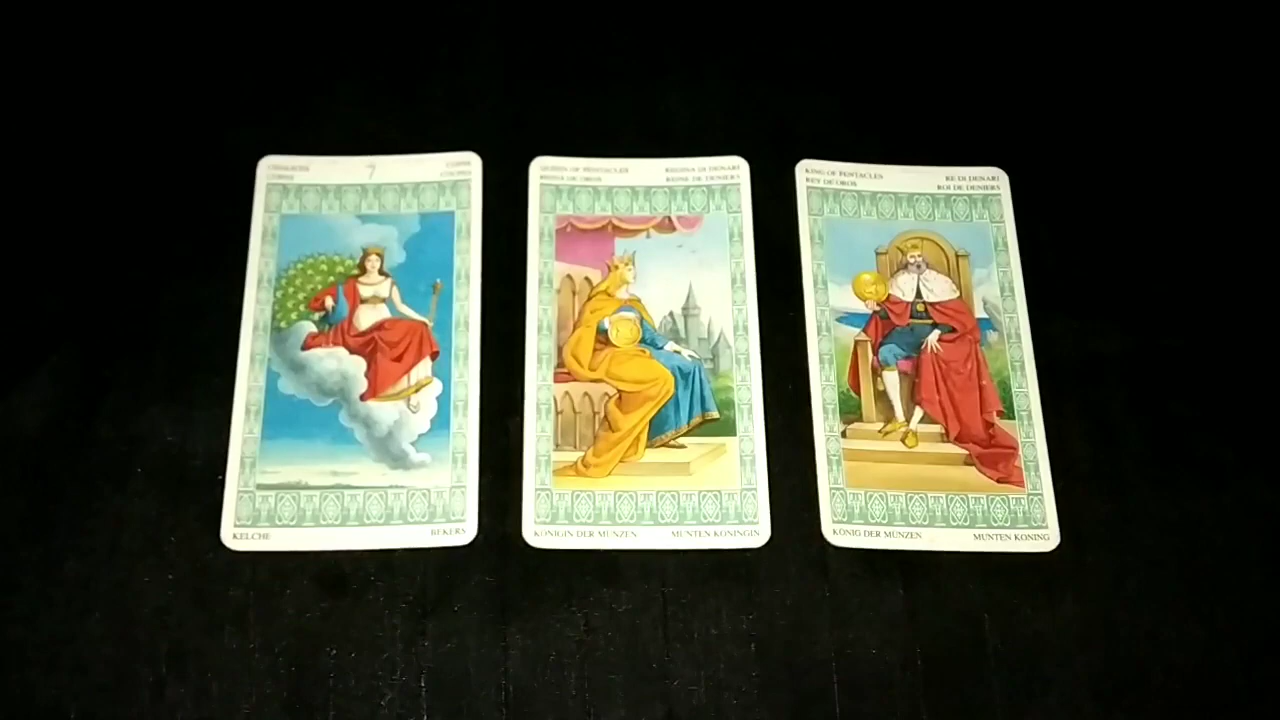 7
QUEEN OF PENTACLES REGINA DI DENARI
REINA DE OROS REINE DE DENIERS
KING OF PENTACLES RE DI DENARI
REY DE OROS ROI DE DENIERS
KELCHE BEKERS
KÖNIGIN DER MÜNZEN MUNTEN KONINGIN
KÖNIG DER MÜNZEN MUNTEN KONING